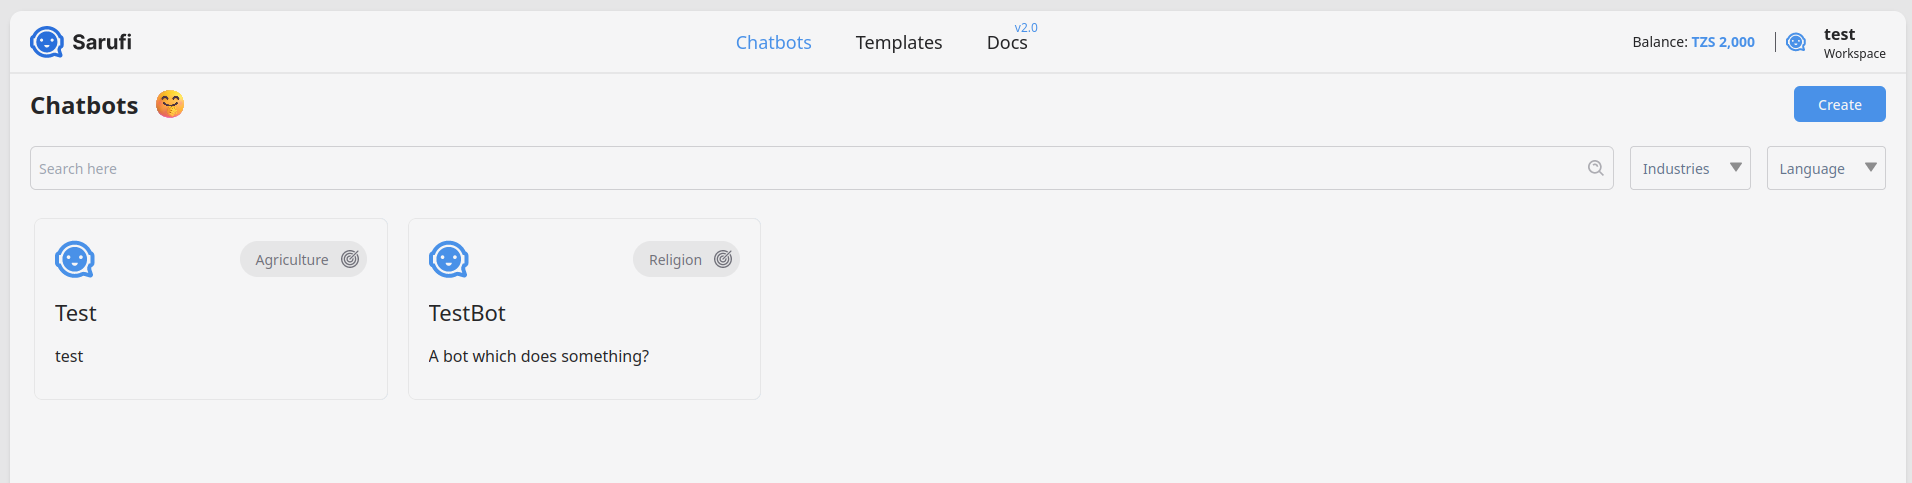 Sarufi
Chatbots
Templates
Docs
v2.0
Balance: TZS 2,000
test
Workspace
Chatbots
Create
Search here
Industries
Language
Agriculture
Test
test
Religion
TestBot
A bot which does something?